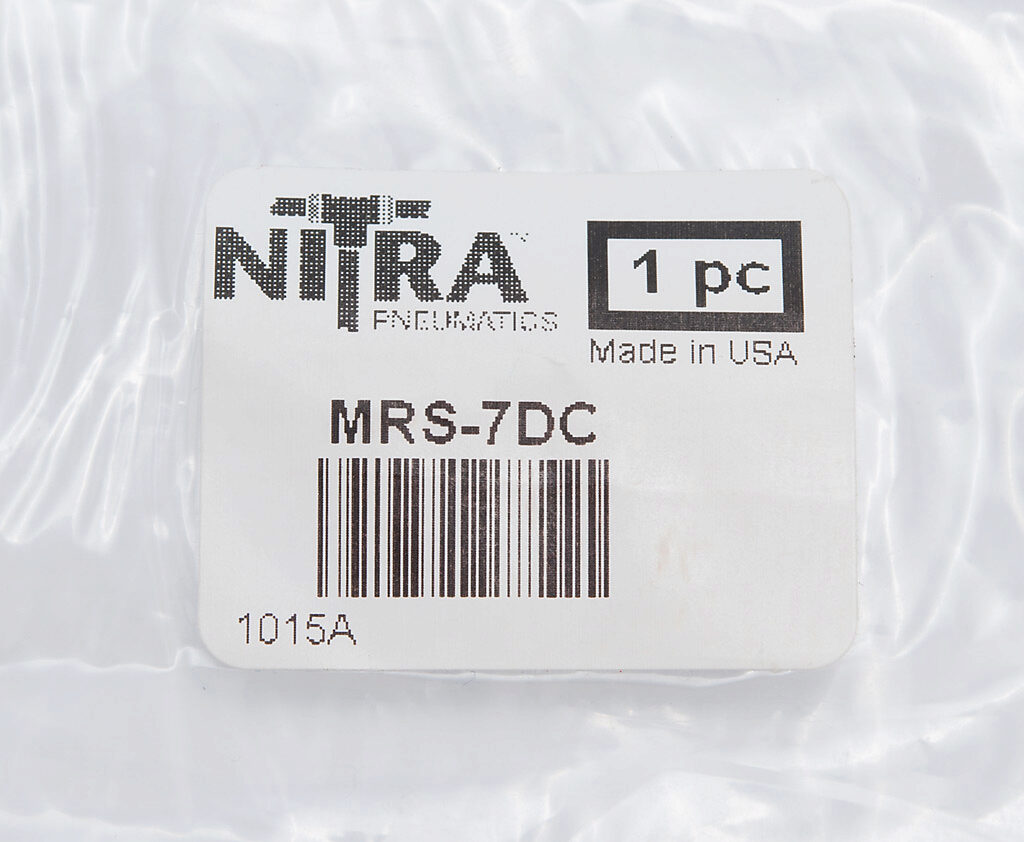 NITRA™
PNEUMATICS
1 pc
Made in USA
MRS-7DC
1015A